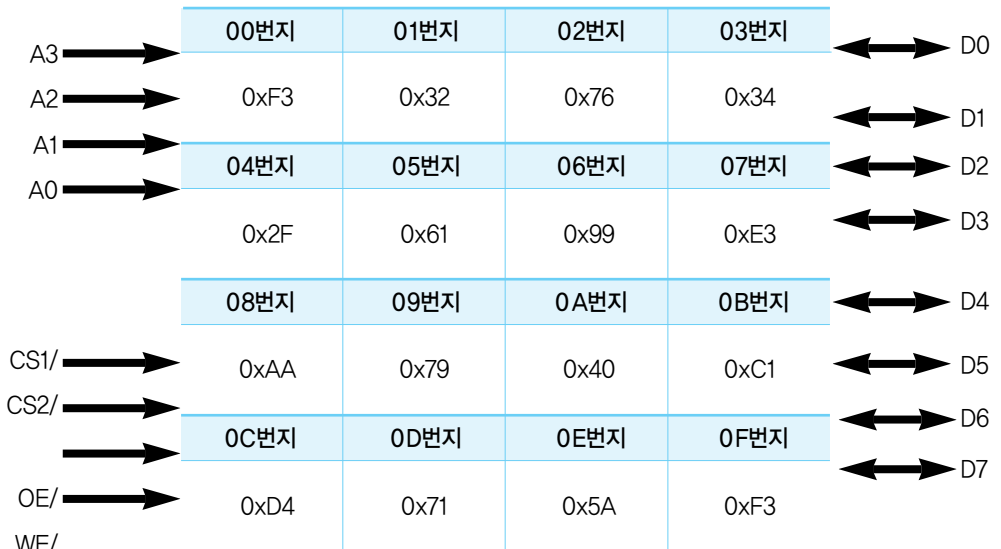 00번지 01번지 02번지 03번지
A3
D0
A2
0xF3 0x32 0x76 0x34
D1
A1
04번지 05번지 06번지 07번지
D2
A0
D3
0x2F 0x61 0x99 0xE3
08번지 09번지 0A번지 0B번지
D4
CS1/
0xAA 0x79 0x40 0xC1
D5
CS2/
D6
0C번지 0D번지 0E번지 0F번지
D7
OE/
0xD4 0x71 0x5A 0xF3
WE/